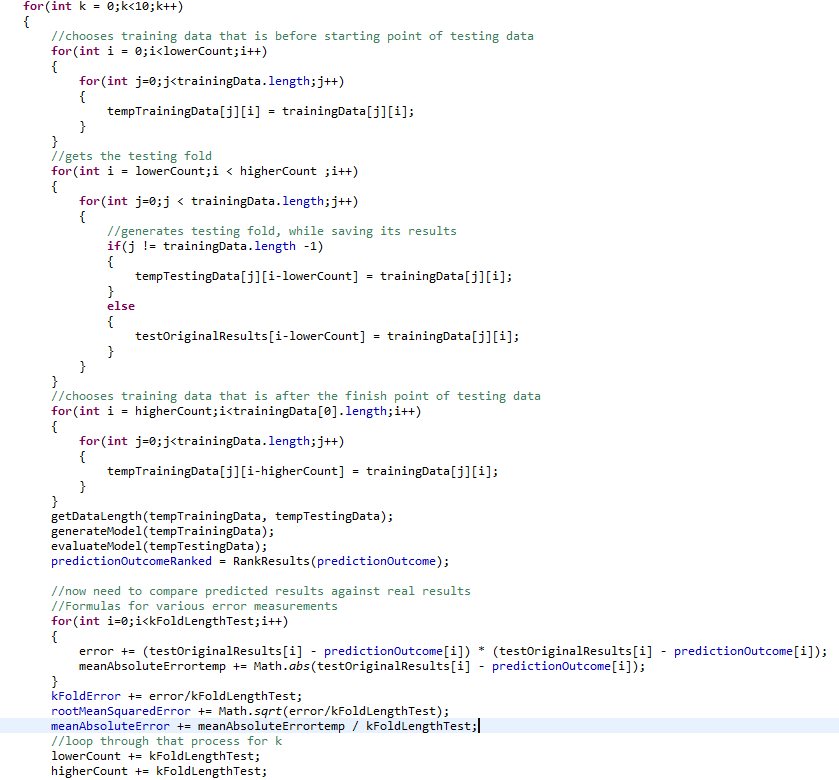 for(int k = 0;k<10;k++)
{
//chooses training data that is before starting point of testing data
for(int i = 0;i<lowerCount;i++)
{
for(int j=0;j<trainingData.length;j++)
{
tempTrainingData[j][i] = trainingData[j][i];
}
}
//gets the testing fold
for(int i = lowerCount;i < higherCount ;i++)
{
for(int j=0;j < trainingData.length;j++)
{
//generates testing fold, while saving its results
if(j != trainingData.length -1)
{
tempTestingData[j][i-lowerCount] = trainingData[j][i];
}
else
{
testOriginalResults[i-lowerCount] = trainingData[j][i];
}
}
}
//chooses training data that is after the finish point of testing data
for(int i = higherCount;i<trainingData[0].length;i++)
{
for(int j=0;j<trainingData.length;j++)
{
tempTrainingData[j][i-higherCount] = trainingData[j][i];
}
}
getDataLength(tempTrainingData, tempTestingData);
generateModel(tempTrainingData);
evaluateModel(tempTestingData);
predictionOutcomeRanked = RankResults(predictionOutcome);
//now need to compare predicted results against real results
//Formulas for various error measurements
for(int i=0;i<kFoldLengthTest;i++)
{
error += (testOriginalResults[i] - predictionOutcome[i]) * (testOriginalResults[i] - predictionOutcome[i]);
meanAbsoluteErrortemp += Math.abs(testOriginalResults[i] - predictionOutcome[i]);
}
kFoldError += error/kFoldLengthTest;
rootMeanSquaredError += Math.sqrt(error/kFoldLengthTest);
meanAbsoluteError += meanAbsoluteErrortemp / kFoldLengthTest;
//loop through that process for k
lowerCount += kFoldLengthTest;
higherCount += kFoldLengthTest;